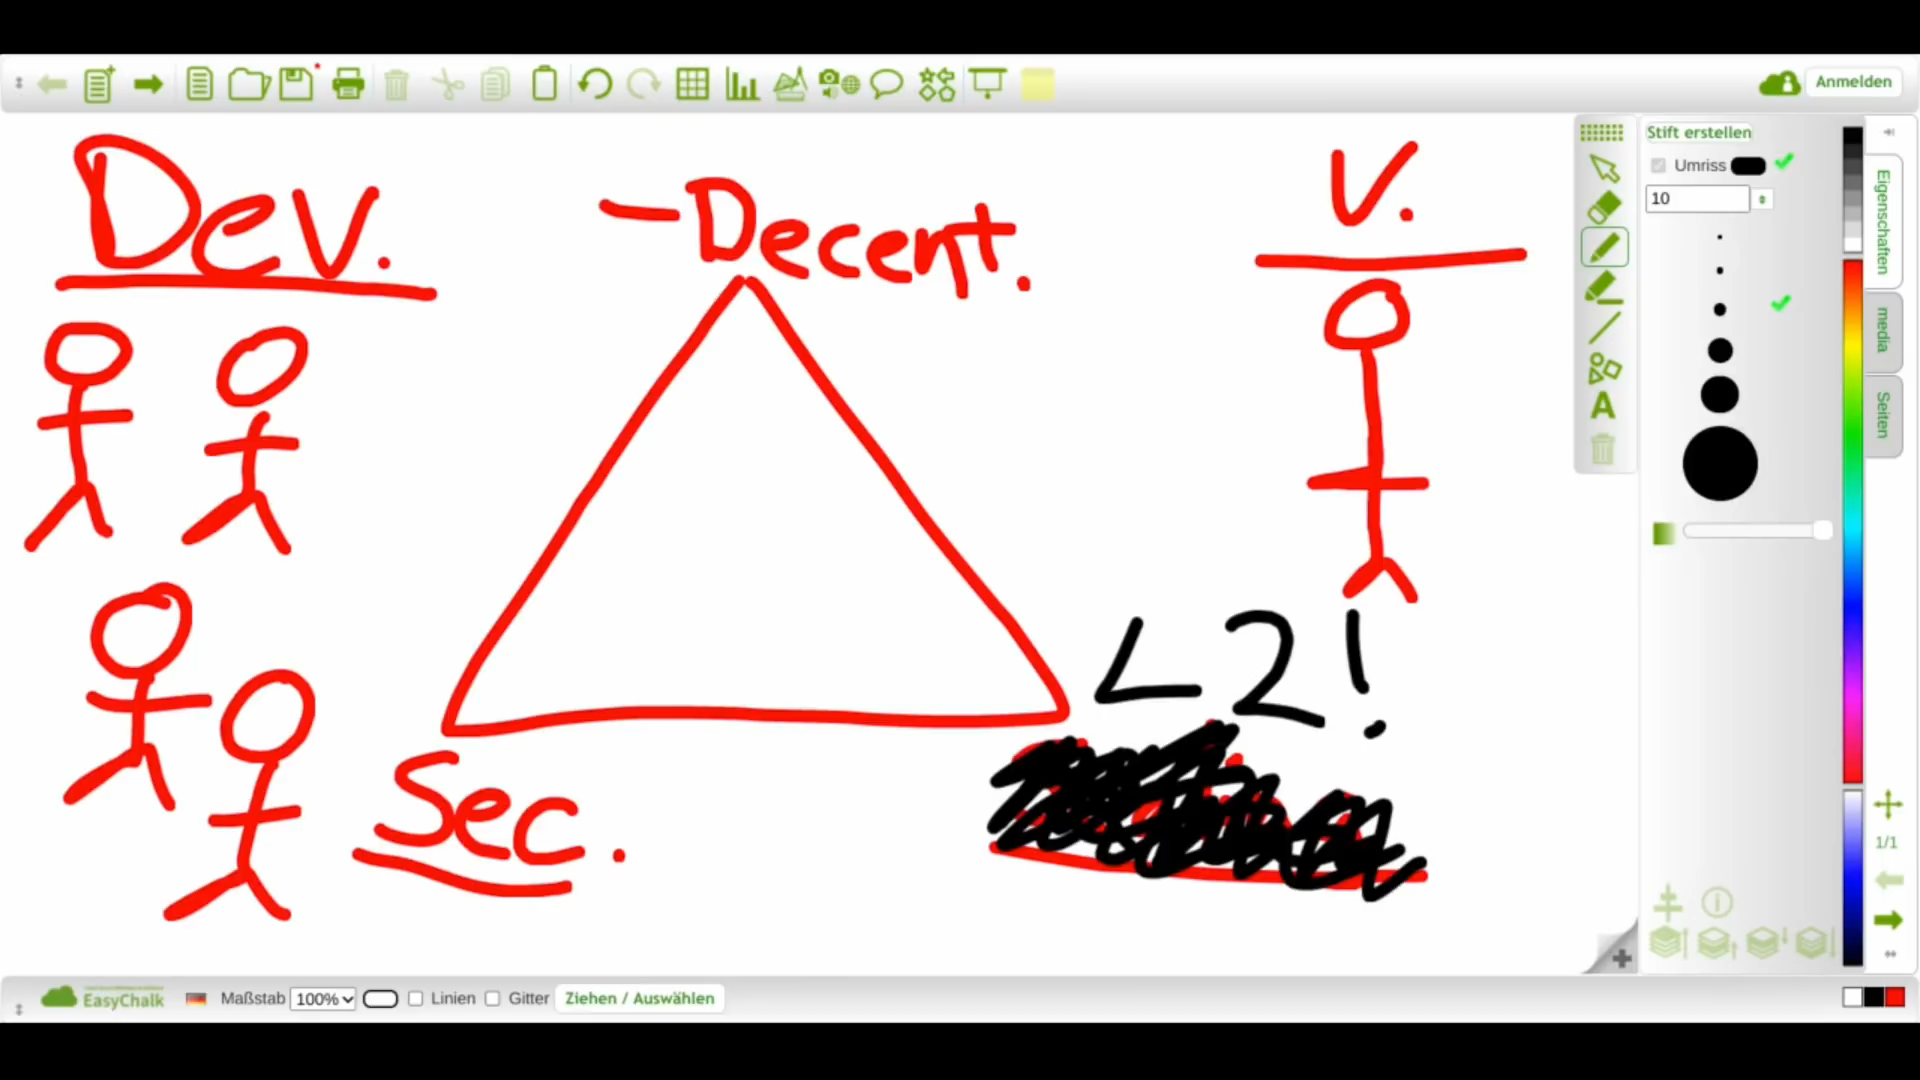 Anmelden
Stift erstellen
Umriss
10
Eigenschaften
media
Seiten
Dev.
-Decent.
V.
L2!
Sec.
1/1
EasyChalk
Maßstab 100% Linien Gitter Ziehen / Auswählen